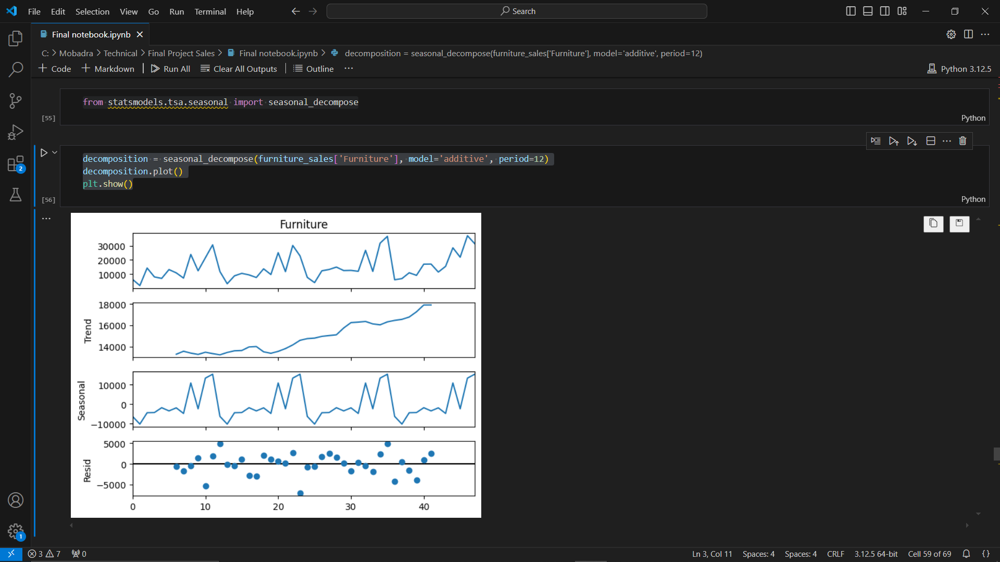 File Edit Selection View Go Run Terminal Help
Search
Final notebook.ipynb
C: > Mobadra > Technical > Final Project Sales > Final notebook.ipynb > decomposition = seasonal_decompose(furniture_sales['Furniture'], model='additive', period=12)
+ Code + Markdown Run All Clear All Outputs Outline ...
Python 3.12.5
from statsmodels.tsa.seasonal import seasonal_decompose
[55]
Python
decomposition = seasonal_decompose(furniture_sales['Furniture'], model='additive', period=12)
decomposition.plot()
plt.show()
[56]
Python
2
Furniture
30000
20000
10000
18000
16000
14000
Trend
10000
0
−10000
Seasonal
5000
0
−5000
Resid
0 10 20 30 40
1
3 7 0
Ln 3, Col 11 Spaces: 4 Spaces: 4 CRLF 3.12.5 64-bit Cell 59 of 69 {}